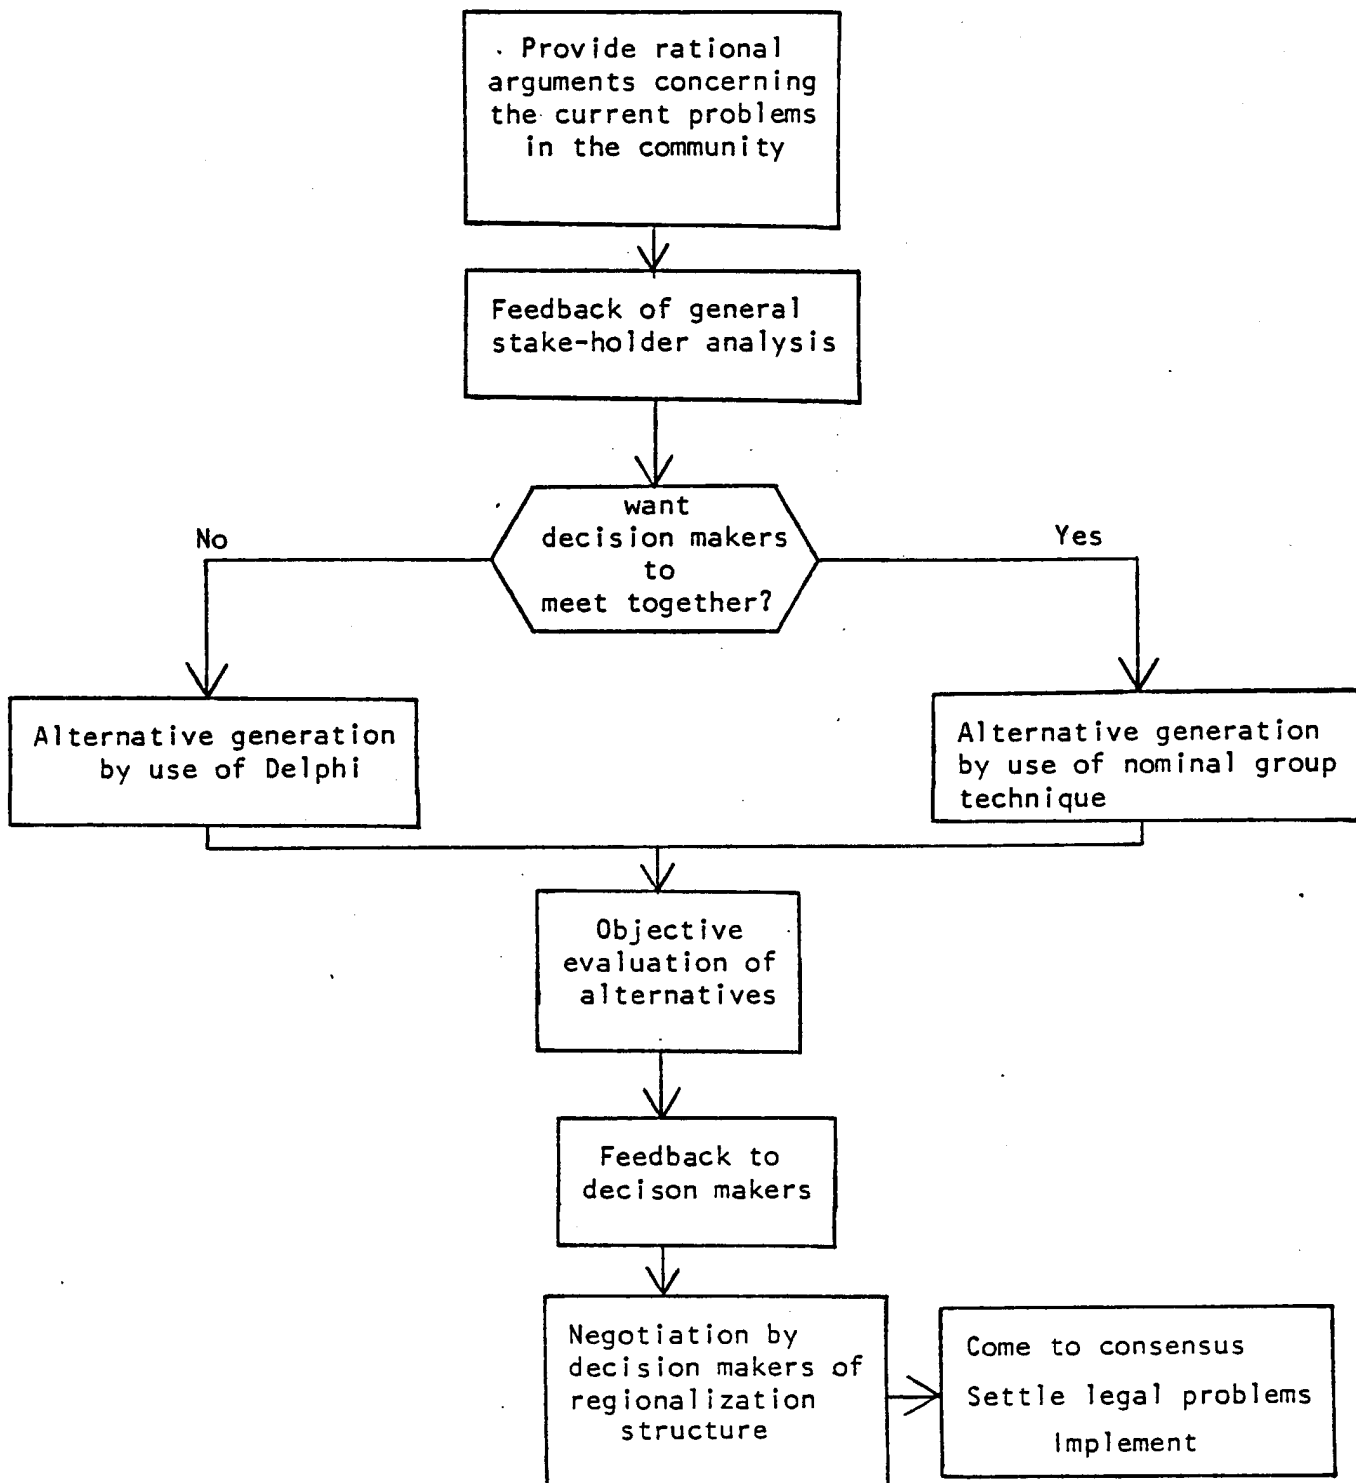 Provide rational
arguments concerning
the current problems
in the community
Feedback of general
stake-holder analysis
want
decision makers
to
meet together?
No
Yes
Alternative generation
by use of Delphi
Alternative generation
by use of nominal group
technique
Objective
evaluation of
alternatives
Feedback to
decison makers
Negotiation by
decision makers of
regionalization
structure
Come to consensus
Settle legal problems
Implement